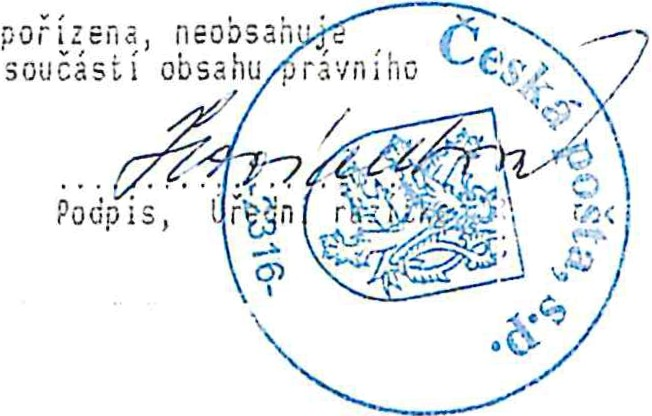 pořízena, neobsahuje
součástí obsahu právního
Podpis, Úřední
Česká pošta, s.p.
-2316-